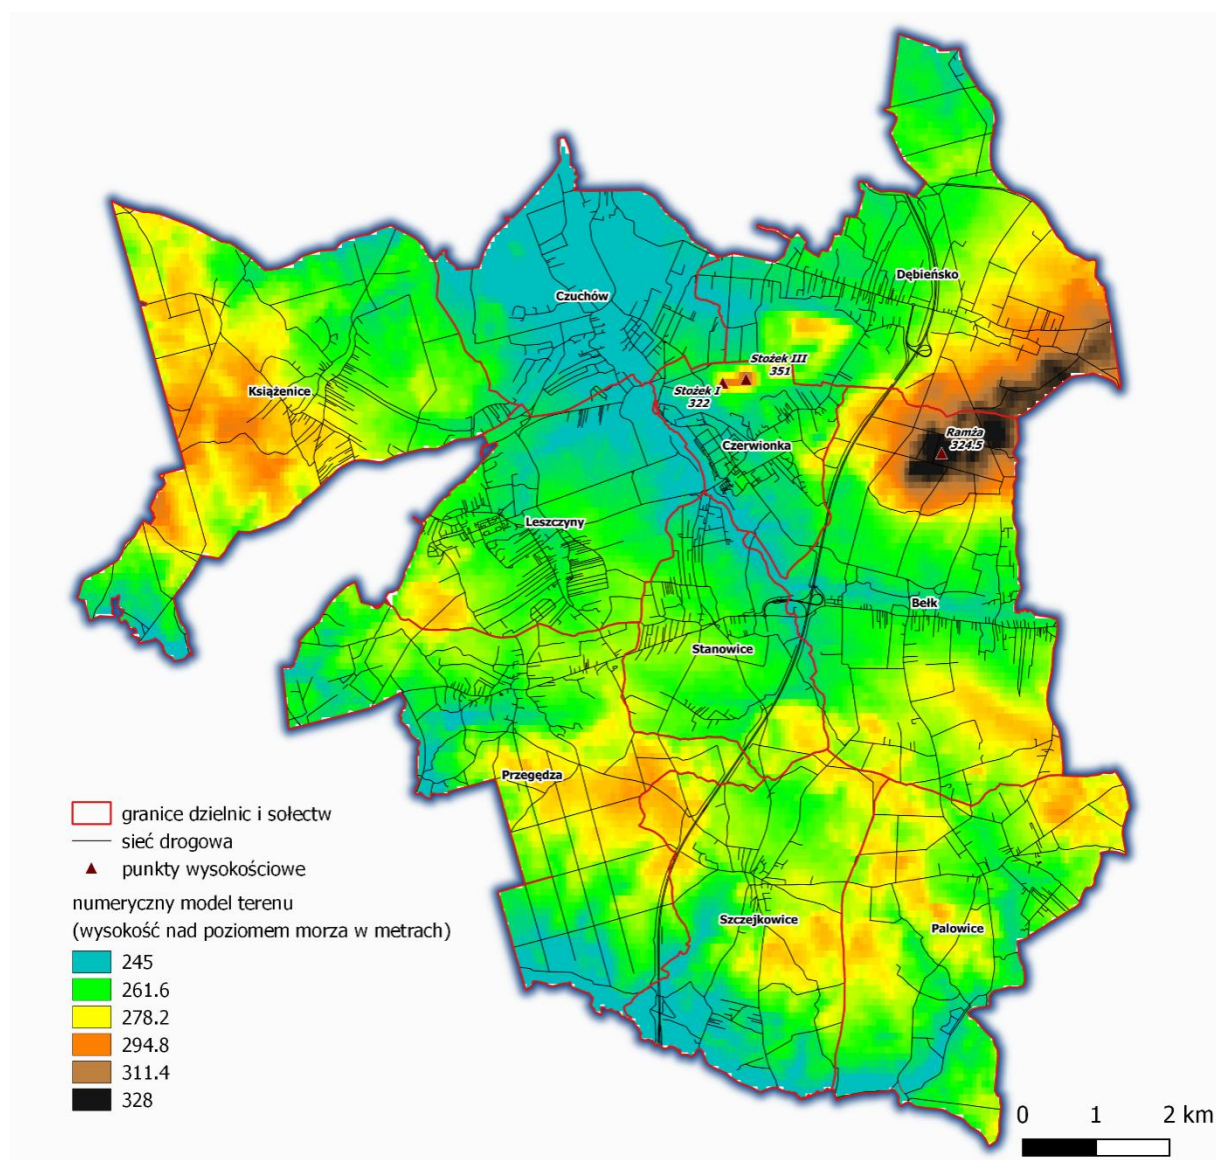 Dębieńsko
Czuchów
Stożek III
351
Stożek I
322
Książenice
Ramża
324.5
Czerwionka
Leszczyny
Bełk
Stanowice
Przegędza
granice dzielnic i sołectw
sieć drogowa
punkty wysokościowe
numeryczny model terenu
(wysokość nad poziomem morza w metrach)
245
261.6
278.2
294.8
311.4
328
Szczejkowice
Palowice
0 1 2 km